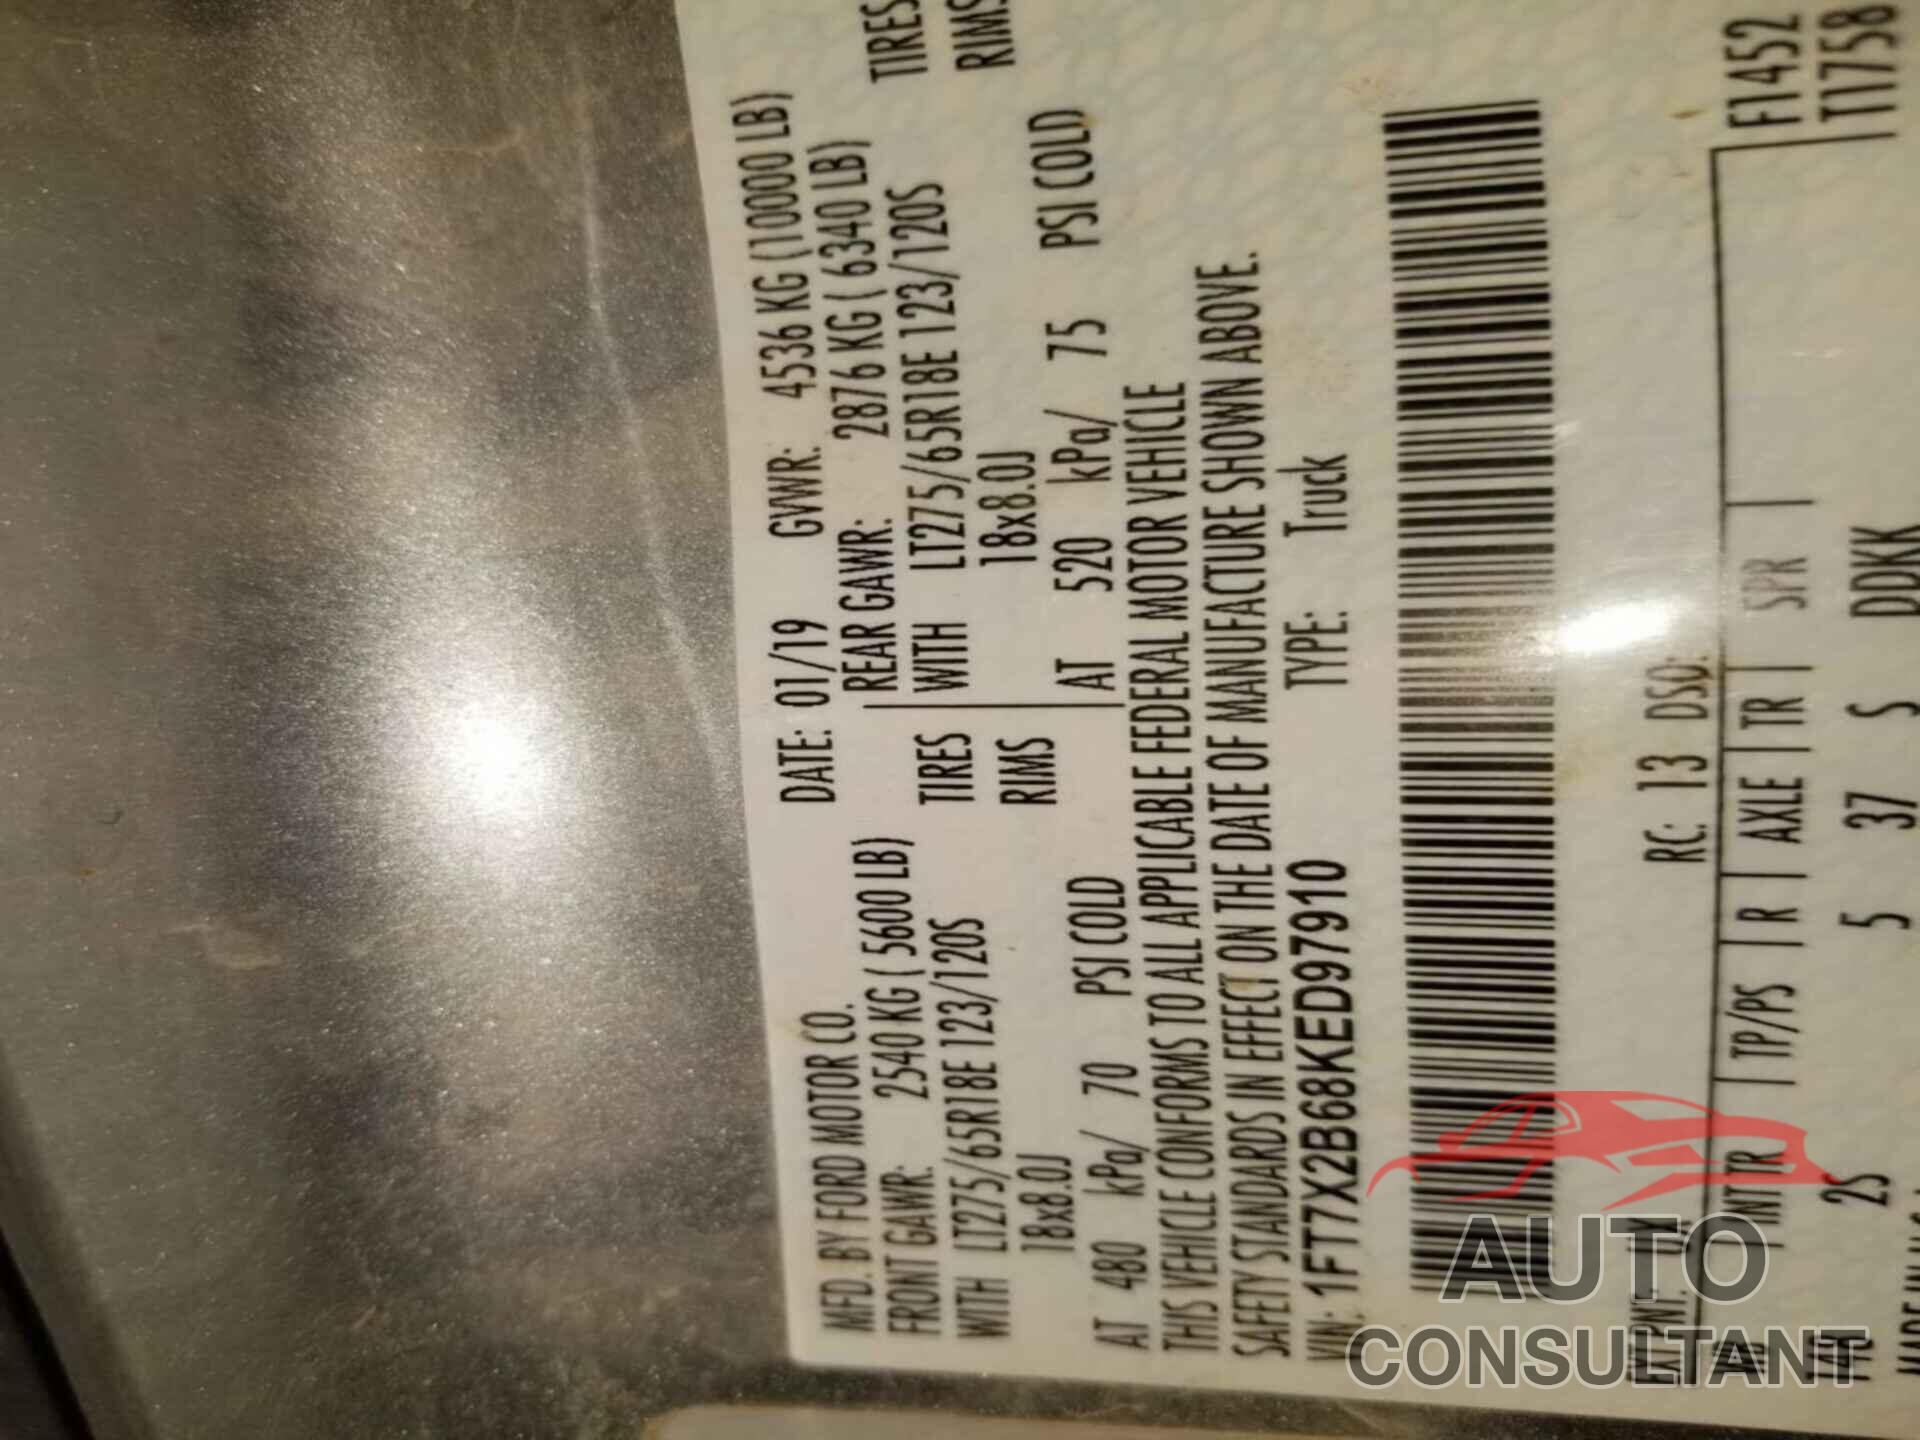 MFD. BY FORD MOTOR CO. DATE: 01/19 GVWR: 4536 KG (10000 LB)
FRONT GAWR: 2540 KG ( 5600 LB) REAR GAWR: 2876 KG ( 6340 LB)
WITH LT275/65R18E 123/120S TIRES WITH LT275/65R18E 123/120S TIRES
18x8.0J RIMS 18x8.0J RIMS
AT 480 kPa/ 70 PSI COLD AT 520 kPa/ 75 PSI COLD
THIS VEHICLE CONFORMS TO ALL APPLICABLE FEDERAL MOTOR VEHICLE
SAFETY STANDARDS IN EFFECT ON THE DATE OF MANUFACTURE SHOWN ABOVE.
VIN: 1FT7X2B68KED97910 TYPE: Truck
EXT PNT: UX RC: 13 DSO: F1452
INT TR TP/PS R AXLE TR SPR T1758
2S 5 37 S DDKK
AUTO
CONSULTANT